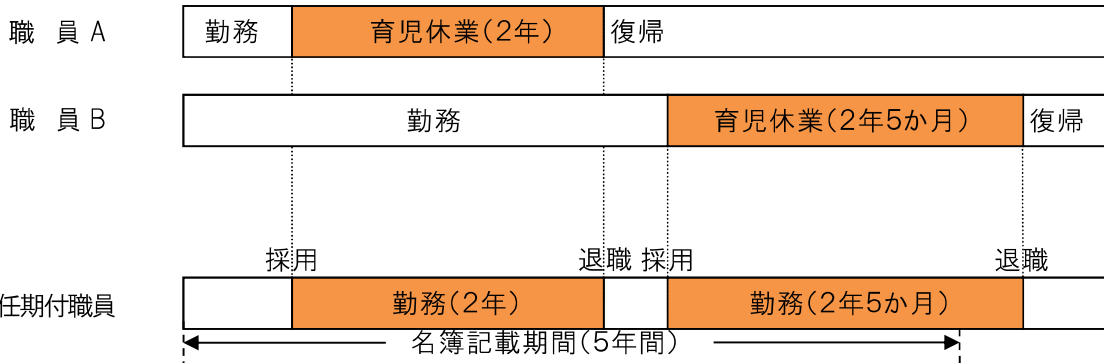 職 員 A 勤務 育児休業(2年) 復帰
職 員 B 勤務 育児休業(2年5か月) 復帰
採用 退職 採用 退職
任期付職員 勤務(2年) 勤務(2年5か月)
名簿記載期間(5年間)